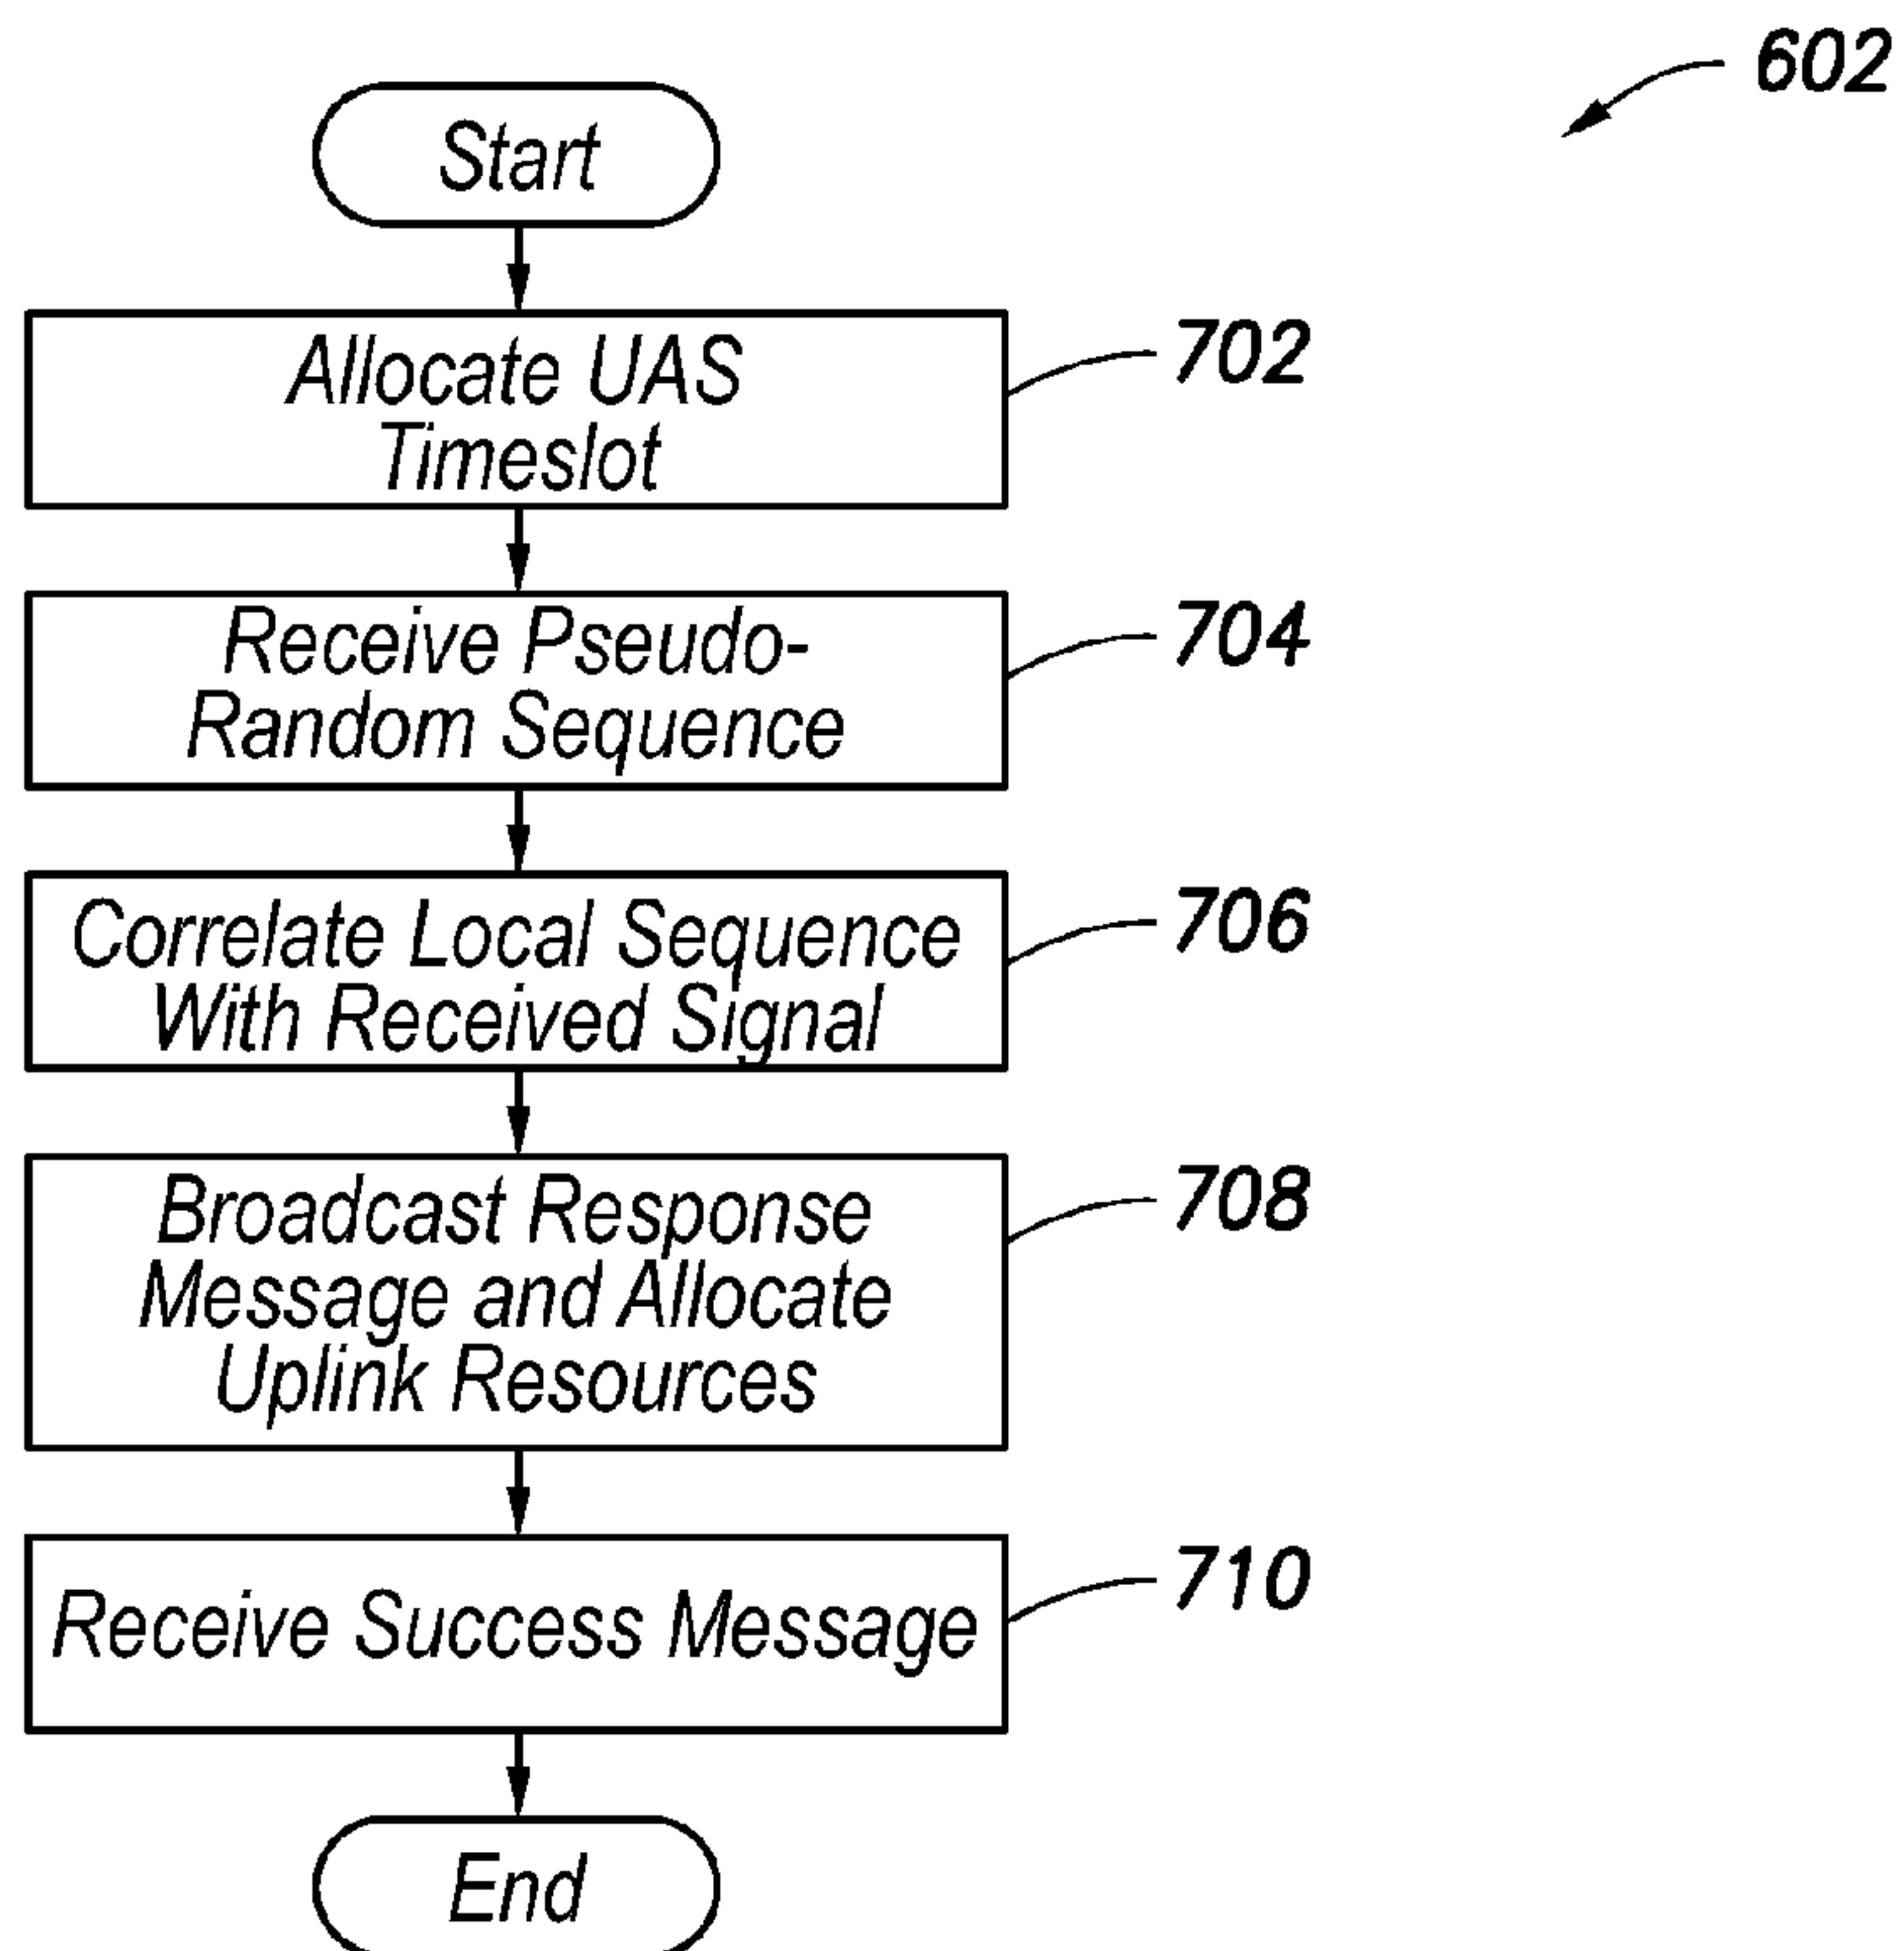 602
Start
Allocate UAS
Timeslot
702
Receive Pseudo-
Random Sequence
704
Correlate Local Sequence
With Received Signal
706
Broadcast Response
Message and Allocate
Uplink Resources
708
Receive Success Message
710
End